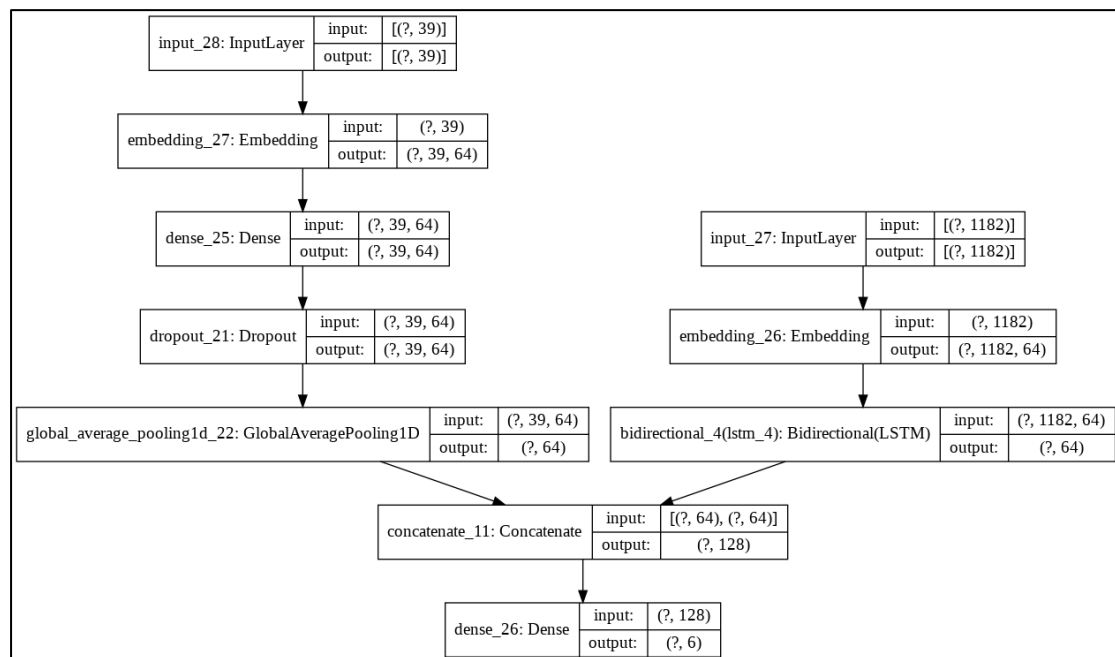 input_28: InputLayer
input: [(?, 39)]
output: [(?, 39)]
embedding_27: Embedding
input: (?, 39)
output: (?, 39, 64)
dense_25: Dense
input: (?, 39, 64)
output: (?, 39, 64)
input_27: InputLayer
input: [(?, 1182)]
output: [(?, 1182)]
dropout_21: Dropout
input: (?, 39, 64)
output: (?, 39, 64)
embedding_26: Embedding
input: (?, 1182)
output: (?, 1182, 64)
global_average_pooling1d_22: GlobalAveragePooling1D
input: (?, 39, 64)
output: (?, 64)
bidirectional_4(lstm_4): Bidirectional(LSTM)
input: (?, 1182, 64)
output: (?, 64)
concatenate_11: Concatenate
input: [(?, 64), (?, 64)]
output: (?, 128)
dense_26: Dense
input: (?, 128)
output: (?, 6)